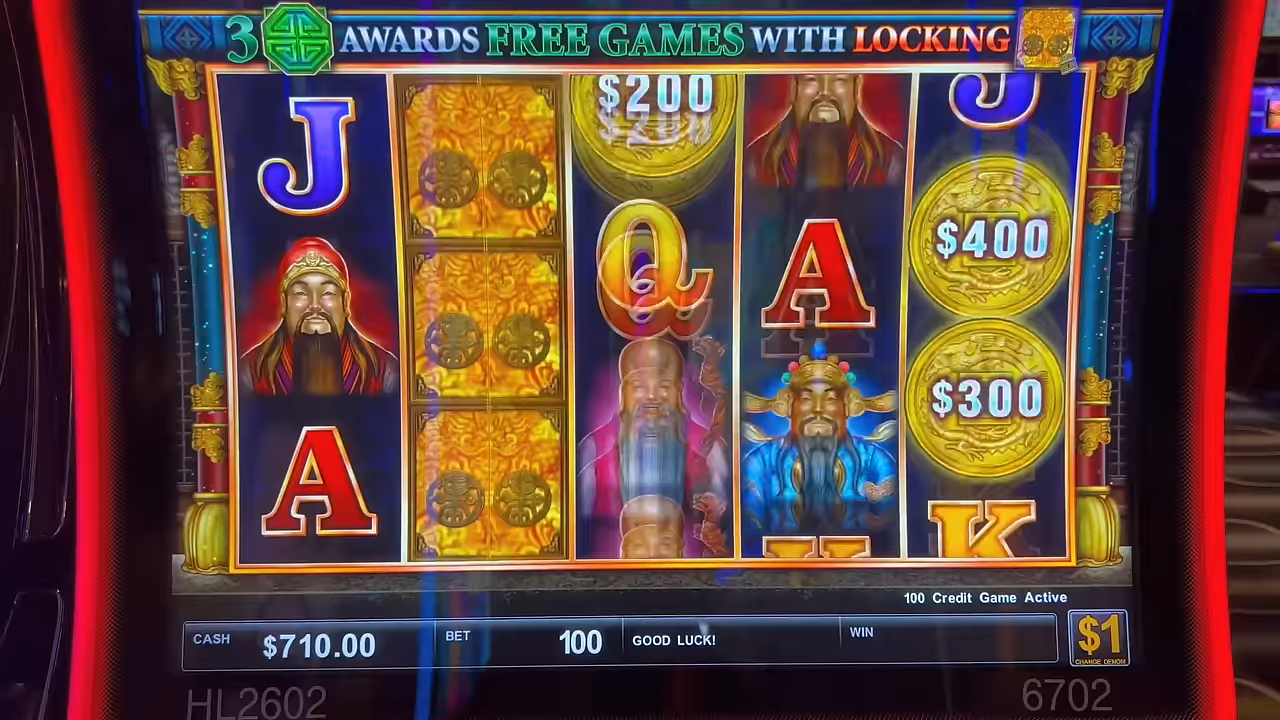 3 AWARDS FREE GAMES WITH LOCKING
J
$200
J
Q
A
$400
A
$300
K
K
100 Credit Game Active
CASH $710.00
BET 100
GOOD LUCK!
WIN
$1
CHANGE DENOM
HL2602
6702